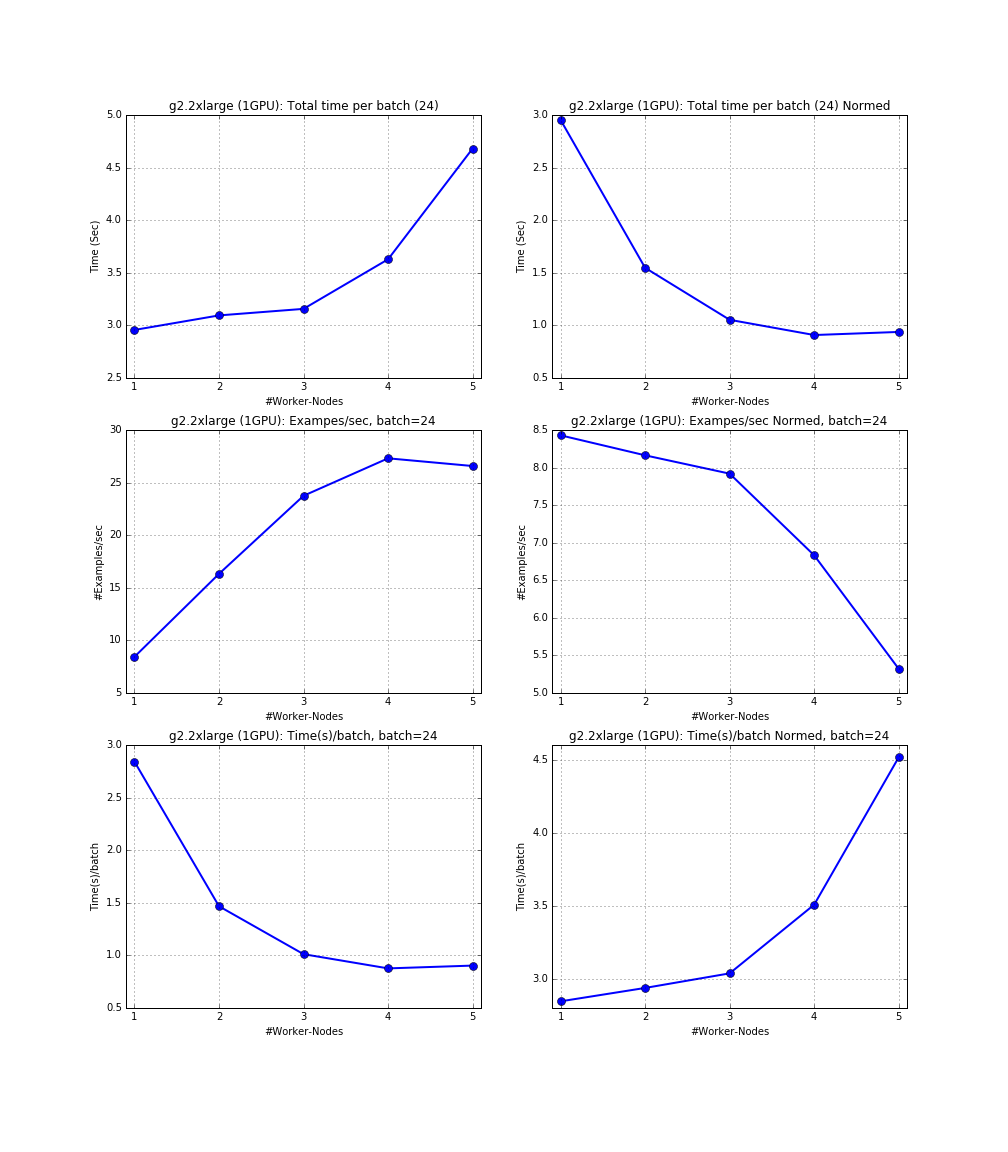 g2.2xlarge (1GPU): Total time per batch (24)
5.0
4.5
4.0
3.5
3.0
2.5
Time (Sec)
1 2 3 4 5
#Worker-Nodes
g2.2xlarge (1GPU): Total time per batch (24) Normed
3.0
2.5
2.0
1.5
1.0
0.5
Time (Sec)
1 2 3 4 5
#Worker-Nodes
g2.2xlarge (1GPU): Exampes/sec, batch=24
30
25
20
15
10
5
#Examples/sec
1 2 3 4 5
#Worker-Nodes
g2.2xlarge (1GPU): Exampes/sec Normed, batch=24
8.5
8.0
7.5
7.0
6.5
6.0
5.5
5.0
#Examples/sec
1 2 3 4 5
#Worker-Nodes
g2.2xlarge (1GPU): Time(s)/batch, batch=24
3.0
2.5
2.0
1.5
1.0
0.5
Time(s)/batch
1 2 3 4 5
#Worker-Nodes
g2.2xlarge (1GPU): Time(s)/batch Normed, batch=24
4.5
4.0
3.5
3.0
Time(s)/batch
1 2 3 4 5
#Worker-Nodes